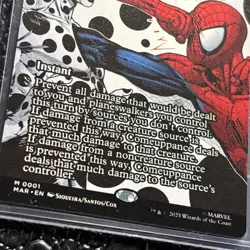 Instant
Prevent all damage that would be dealt
to you and planeswalkers you control
this turn by sources you don't control.
If damage from a creature source is
prevented this way, Comeuppance deals
that much damage to that creature.
If damage from a noncreature source
is prevented this way, Comeuppance
deals that much damage to the source's
controller.
M 0001
MAR • EN Siqueira/Santos/Cox
™ & © 2025 Wizards of the Coast
© MARVEL